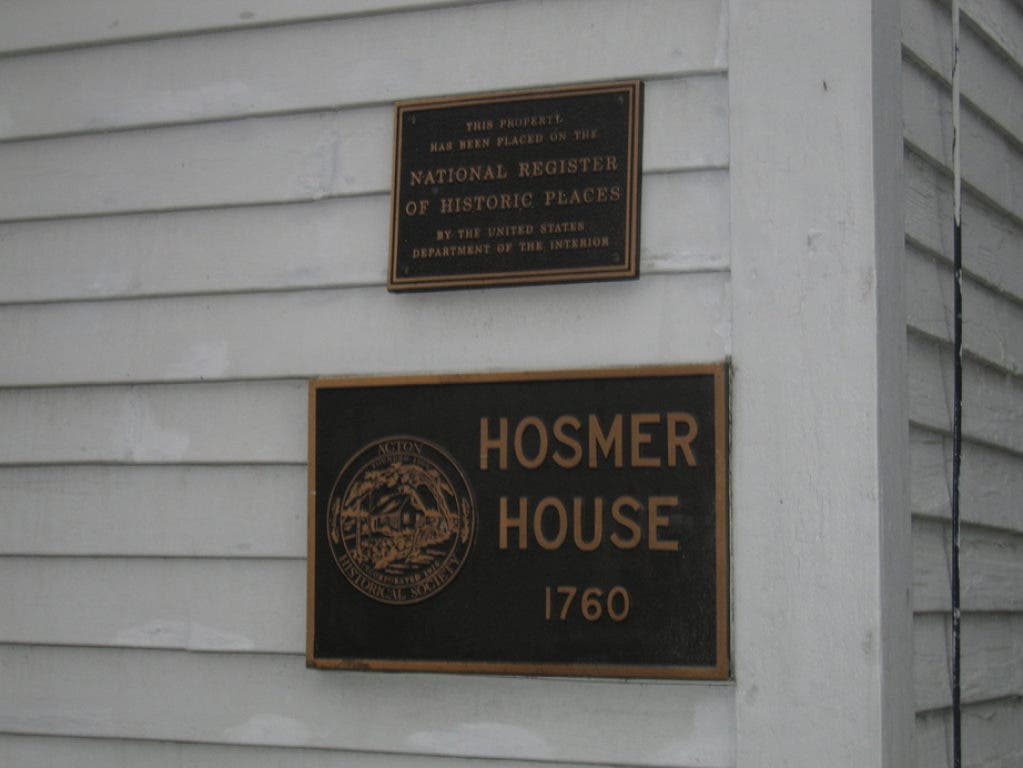 THIS PROPERTY
HAS BEEN PLACED ON THE
NATIONAL REGISTER
OF HISTORIC PLACES
BY THE UNITED STATES
DEPARTMENT OF THE INTERIOR
HOSMER
HOUSE
1760
ACTON
HISTORICAL SOCIETY